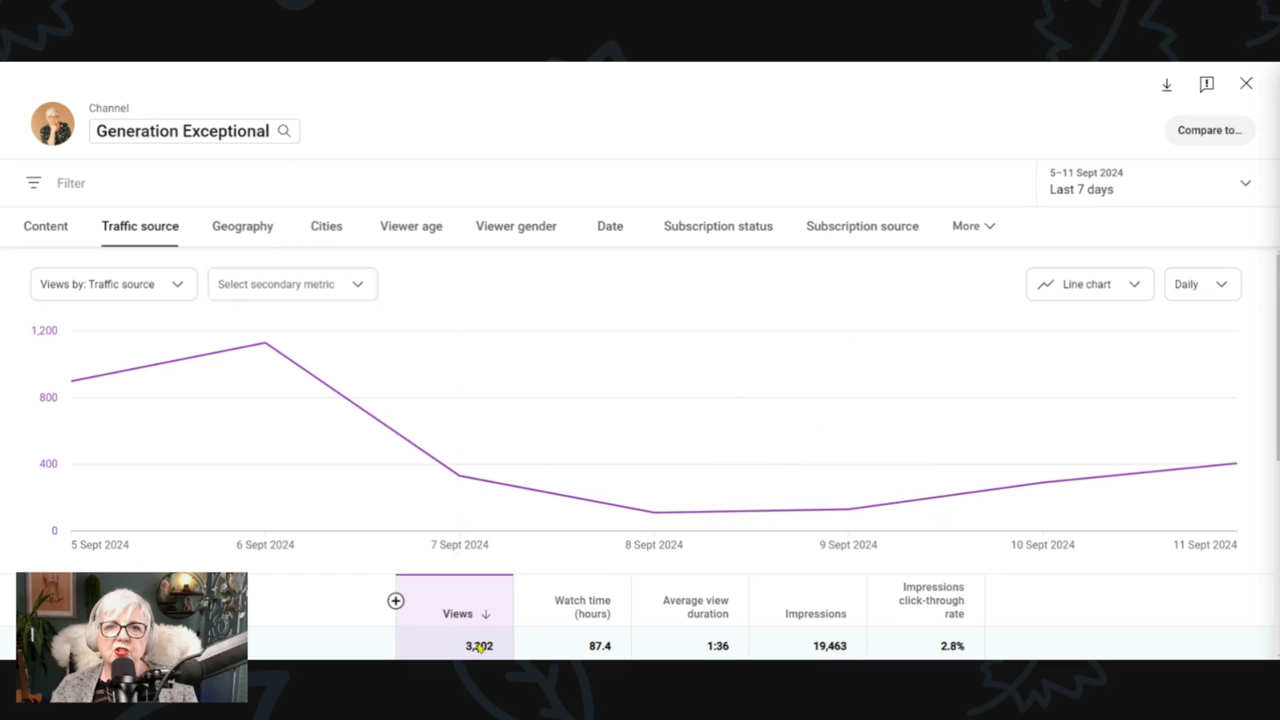 Channel
Generation Exceptional
Compare to...
Filter
5–11 Sept 2024
Last 7 days
Content Traffic source Geography Cities Viewer age Viewer gender Date Subscription status Subscription source More
Views by: Traffic source Select secondary metric Line chart Daily
1,200
800
400
0
5 Sept 2024 6 Sept 2024 7 Sept 2024 8 Sept 2024 9 Sept 2024 10 Sept 2024 11 Sept 2024
Views
Watch time
(hours)
Average view
duration
Impressions
Impressions
click-through
rate
87.4 1:36 19,463 2.8%